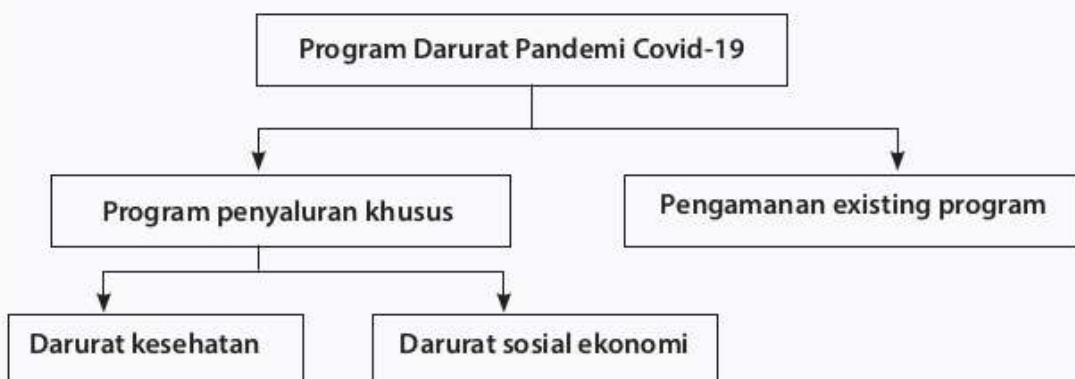 Program Darurat Pandemi Covid-19
Program penyaluran khusus
Pengamanan existing program
Darurat kesehatan
Darurat sosial ekonomi